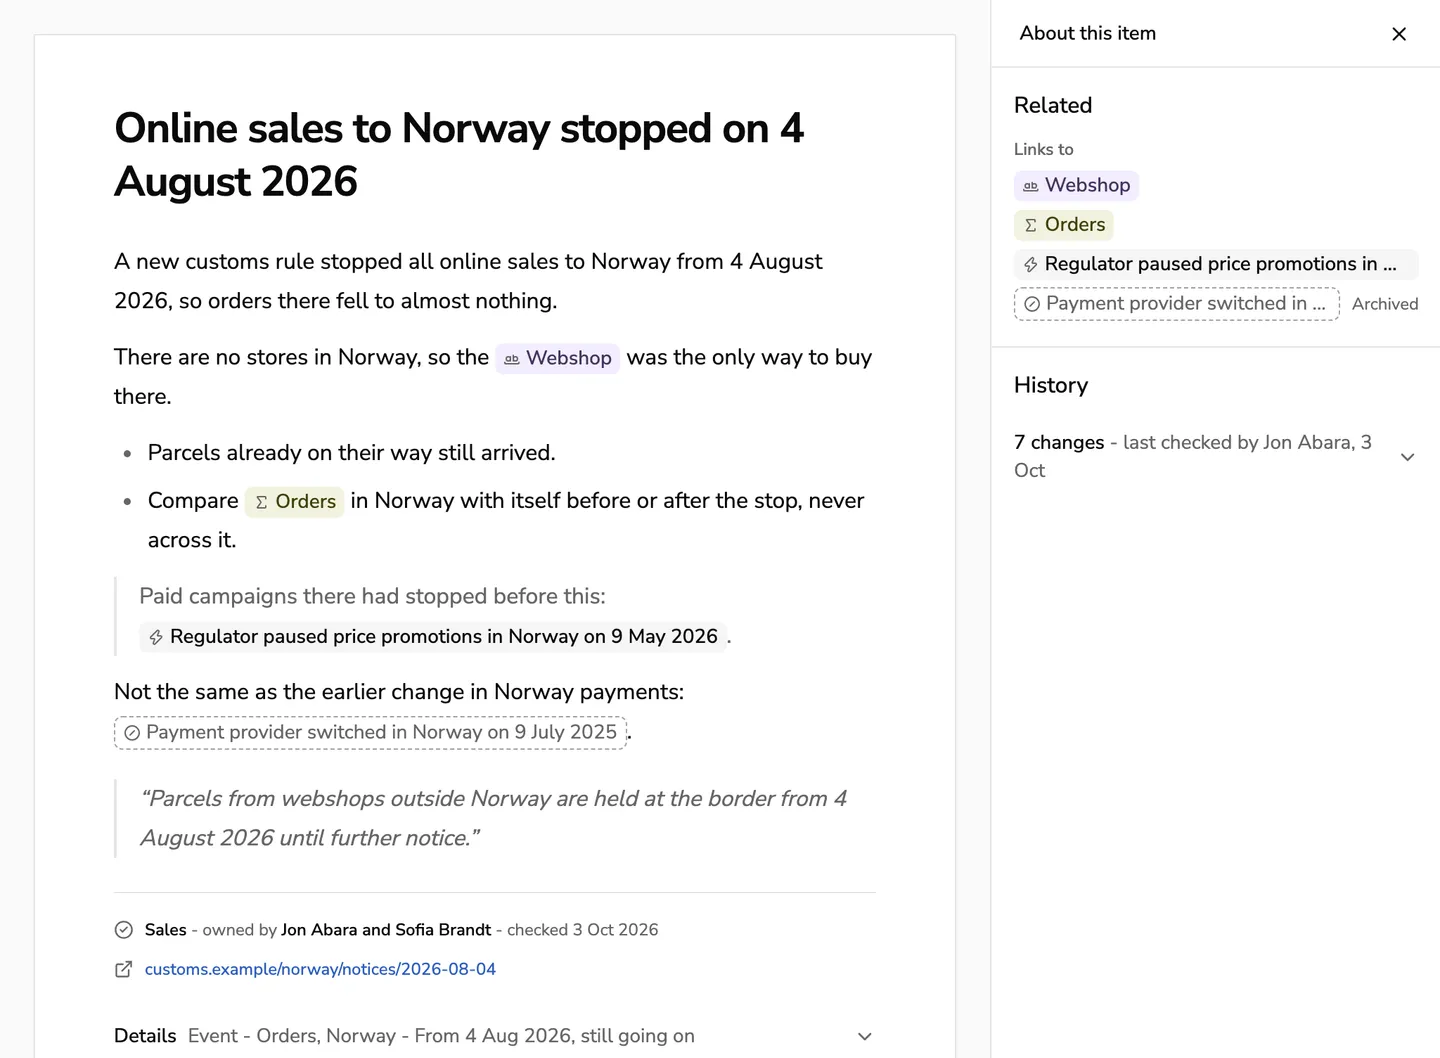 Online sales to Norway stopped on 4
August 2026
A new customs rule stopped all online sales to Norway from 4 August
2026, so orders there fell to almost nothing.
There are no stores in Norway, so the ab Webshop was the only way to buy
there.
• Parcels already on their way still arrived.
• Compare Σ Orders in Norway with itself before or after the stop, never
across it.
Paid campaigns there had stopped before this:
Regulator paused price promotions in Norway on 9 May 2026 .
Not the same as the earlier change in Norway payments:
Payment provider switched in Norway on 9 July 2025 .
“Parcels from webshops outside Norway are held at the border from 4
August 2026 until further notice.”
Sales - owned by Jon Abara and Sofia Brandt - checked 3 Oct 2026
customs.example/norway/notices/2026-08-04
Details Event - Orders, Norway - From 4 Aug 2026, still going on
About this item
Related
Links to
ab Webshop
Σ Orders
Regulator paused price promotions in ...
Payment provider switched in ... Archived
History
7 changes - last checked by Jon Abara, 3
Oct